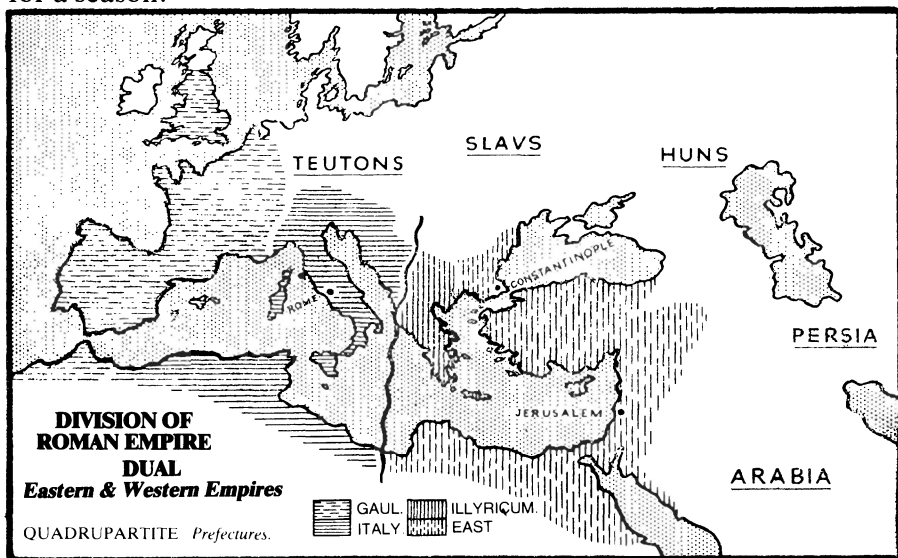 for a season.
TEUTONS
SLAVS
HUNS
CONSTANTINOPLE
ROME
PERSIA
JERUSALEM
ARABIA
DIVISION OF
ROMAN EMPIRE
DUAL
Eastern & Western Empires
QUADRUPARTITE Prefectures.
GAUL. ILLYRICUM.
ITALY. EAST